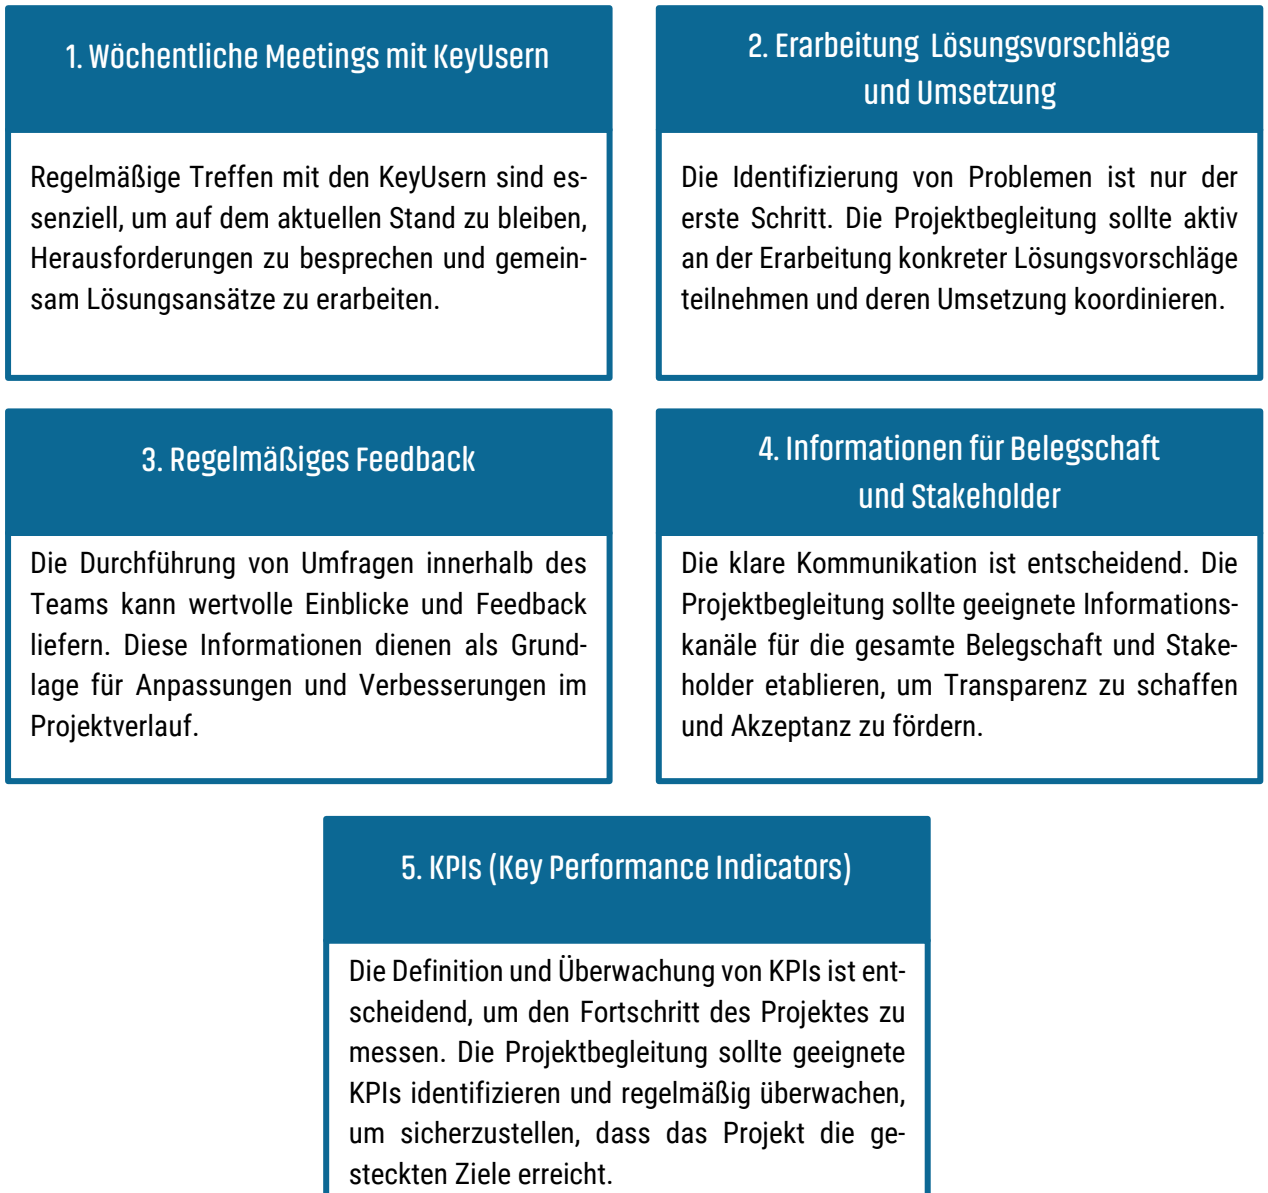 1. Wöchentliche Meetings mit KeyUsern
Regelmäßige Treffen mit den KeyUsern sind es-
senziell, um auf dem aktuellen Stand zu bleiben,
Herausforderungen zu besprechen und gemein-
sam Lösungsansätze zu erarbeiten.
2. Erarbeitung Lösungsvorschläge
und Umsetzung
Die Identifizierung von Problemen ist nur der
erste Schritt. Die Projektbegleitung sollte aktiv
an der Erarbeitung konkreter Lösungsvorschläge
teilnehmen und deren Umsetzung koordinieren.
3. Regelmäßiges Feedback
Die Durchführung von Umfragen innerhalb des
Teams kann wertvolle Einblicke und Feedback
liefern. Diese Informationen dienen als Grund-
lage für Anpassungen und Verbesserungen im
Projektverlauf.
4. Informationen für Belegschaft
und Stakeholder
Die klare Kommunikation ist entscheidend. Die
Projektbegleitung sollte geeignete Informations-
kanäle für die gesamte Belegschaft und Stake-
holder etablieren, um Transparenz zu schaffen
und Akzeptanz zu fördern.
5. KPIs (Key Performance Indicators)
Die Definition und Überwachung von KPIs ist ent-
scheidend, um den Fortschritt des Projektes zu
messen. Die Projektbegleitung sollte geeignete
KPIs identifizieren und regelmäßig überwachen,
um sicherzustellen, dass das Projekt die ge-
steckten Ziele erreicht.